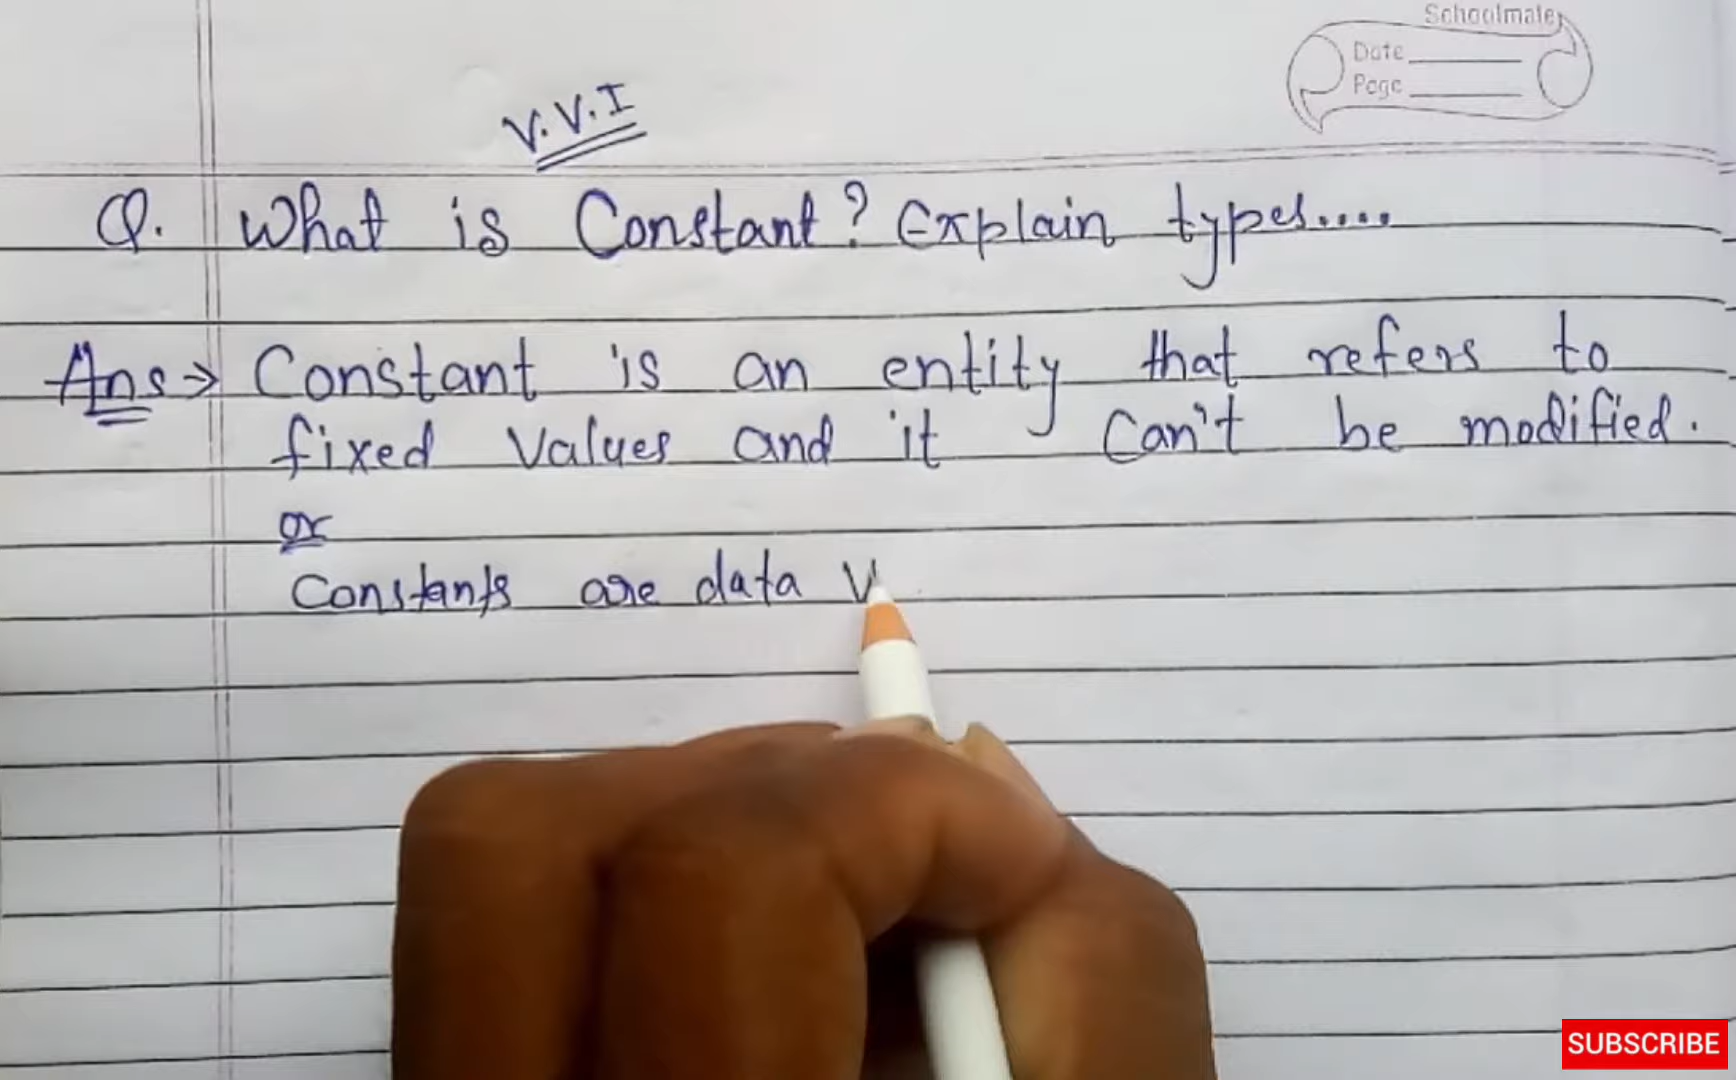 Schoolmate
Date
Page
V.V.I
Q. What is Constant? Explain types....
Ans → Constant is an entity that refers to
fixed values and it can't be modified.
or
Constants are data V
SUBSCRIBE